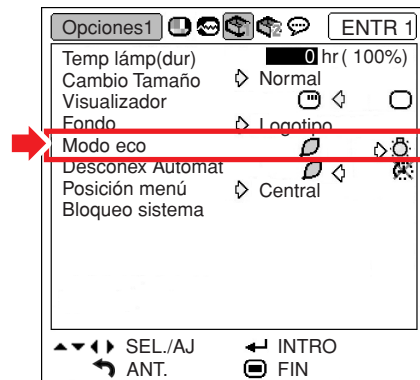 Opciones1 ENTR 1
Temp lámp(dur) 0 hr ( 100%)
Cambio Tamaño Normal
Visualizador
Fondo Logotipo
Modo eco
Desconex Automat
Posición menú Central
Bloqueo sistema
SEL./AJ INTRO
ANT. FIN